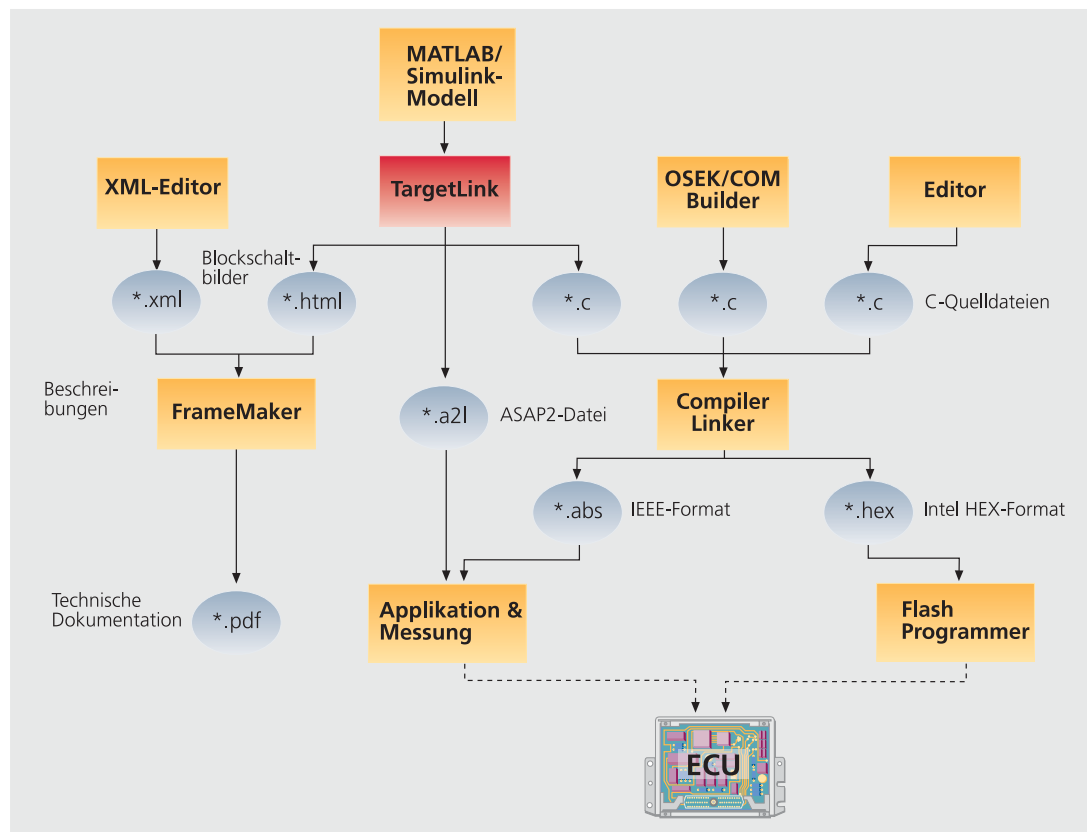 MATLAB/
Simulink-
Modell
XML-Editor
TargetLink
OSEK/COM
Builder
Editor
Blockschalt-
bilder
*.xml
*.html
*.c
*.c
*.c
C-Quelldateien
Beschrei-
bungen
FrameMaker
*.a2l
ASAP2-Datei
Compiler
Linker
*.abs
IEEE-Format
*.hex
Intel HEX-Format
Technische
Dokumentation
*.pdf
Applikation &
Messung
Flash
Programmer
ECU